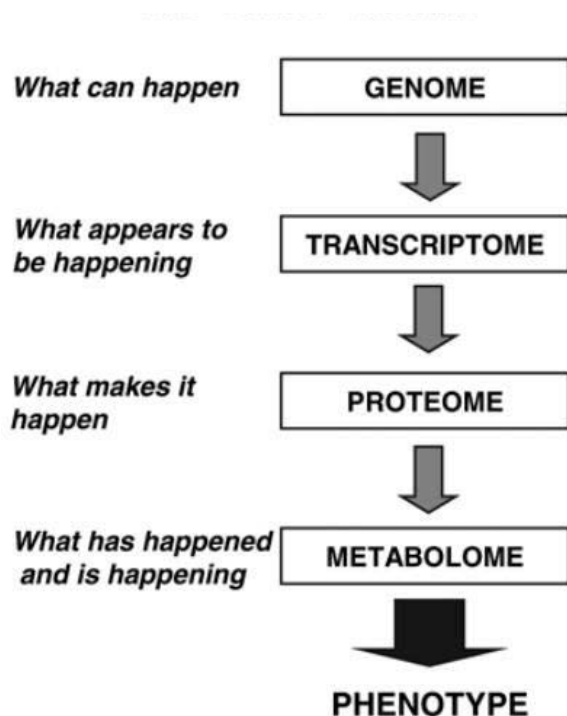 What can happen
GENOME
What appears to
be happening
TRANSCRIPTOME
What makes it
happen
PROTEOME
What has happened
and is happening
METABOLOME
PHENOTYPE